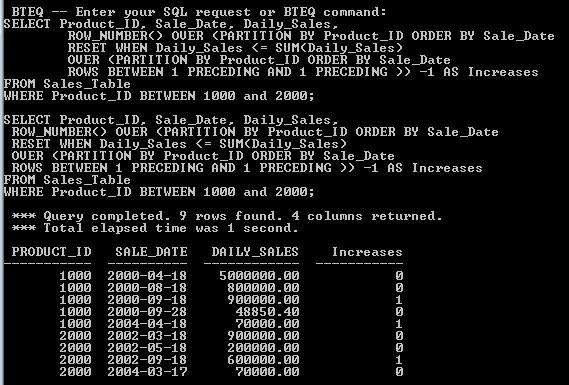 BTEQ -- Enter your SQL request or BTEQ command:
SELECT Product_ID, Sale_Date, Daily_Sales,
ROW_NUMBER() OVER (PARTITION BY Product_ID ORDER BY Sale_Date
RESET WHEN Daily_Sales <= SUM(Daily_Sales)
OVER (PARTITION BY Product_ID ORDER BY Sale_Date
ROWS BETWEEN 1 PRECEDING AND 1 PRECEDING )) -1 AS Increases
FROM Sales_Table
WHERE Product_ID BETWEEN 1000 and 2000;
SELECT Product_ID, Sale_Date, Daily_Sales,
ROW_NUMBER() OVER (PARTITION BY Product_ID ORDER BY Sale_Date
RESET WHEN Daily_Sales <= SUM(Daily_Sales)
OVER (PARTITION BY Product_ID ORDER BY Sale_Date
ROWS BETWEEN 1 PRECEDING AND 1 PRECEDING )) -1 AS Increases
FROM Sales_Table
WHERE Product_ID BETWEEN 1000 and 2000;
*** Query completed. 9 rows found. 4 columns returned.
*** Total elapsed time was 1 second.
PRODUCT_ID SALE_DATE DAILY_SALES Increases
----------- ---------- ------------ -----------
1000 2000-04-18 5000000.00 0
1000 2000-08-18 800000.00 0
1000 2000-09-18 900000.00 1
1000 2000-09-28 48850.40 0
1000 2004-04-18 70000.00 1
2000 2002-03-18 900000.00 0
2000 2002-05-18 200000.00 0
2000 2002-09-18 600000.00 1
2000 2004-03-17 70000.00 0